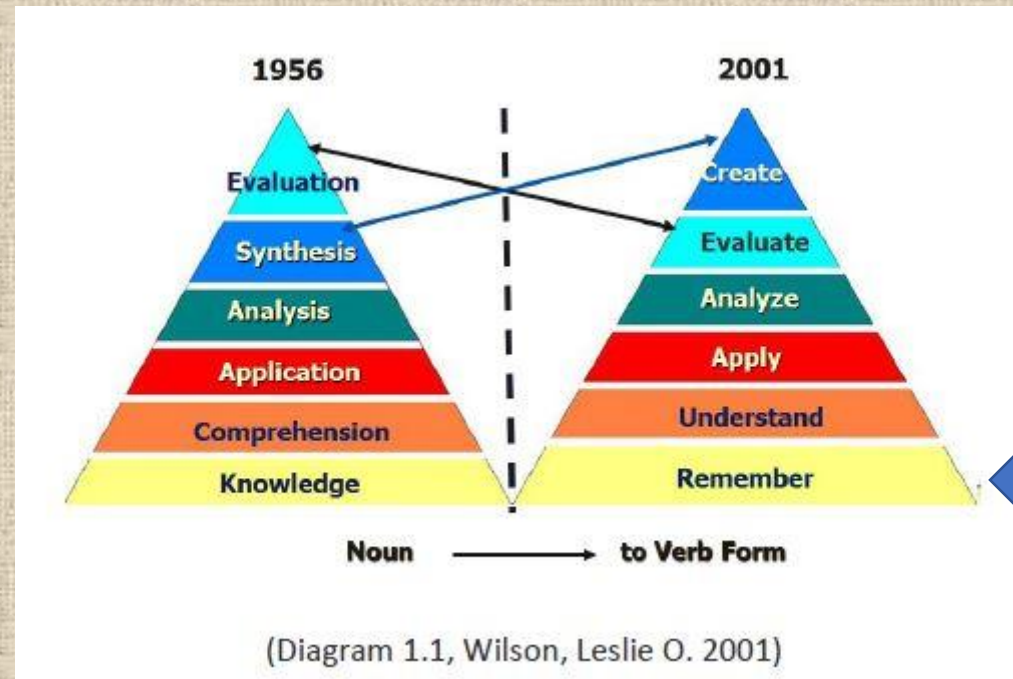 1956
2001
Evaluation
Synthesis
Analysis
Application
Comprehension
Knowledge
Create
Evaluate
Analyze
Apply
Understand
Remember
Noun
to Verb Form
(Diagram 1.1, Wilson, Leslie O. 2001)